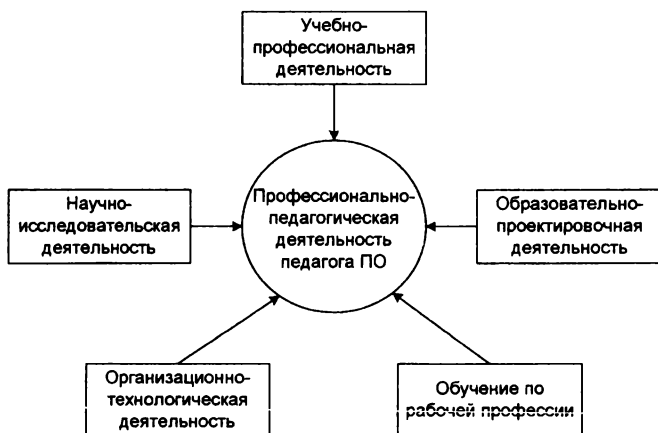 Учебно-
профессиональная
деятельность
Научно-
исследовательская
деятельность
Профессионально-
педагогическая
деятельность
педагога ПО
Образовательно-
проектировочная
деятельность
Организационно-
технологическая
деятельность
Обучение по
рабочей профессии